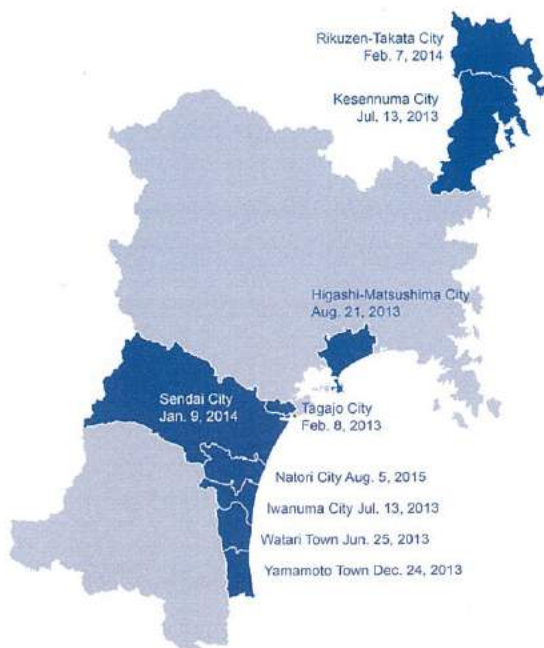 Rikuzen-Takata City
Feb. 7, 2014
Kesennuma City
Jul. 13, 2013
Higashi-Matsushima City
Aug. 21, 2013
Sendai City
Jan. 9, 2014
Tagajo City
Feb. 8, 2013
Natori City Aug. 5, 2015
Iwanuma City Jul. 13, 2013
Watari Town Jun. 25, 2013
Yamamoto Town Dec. 24, 2013